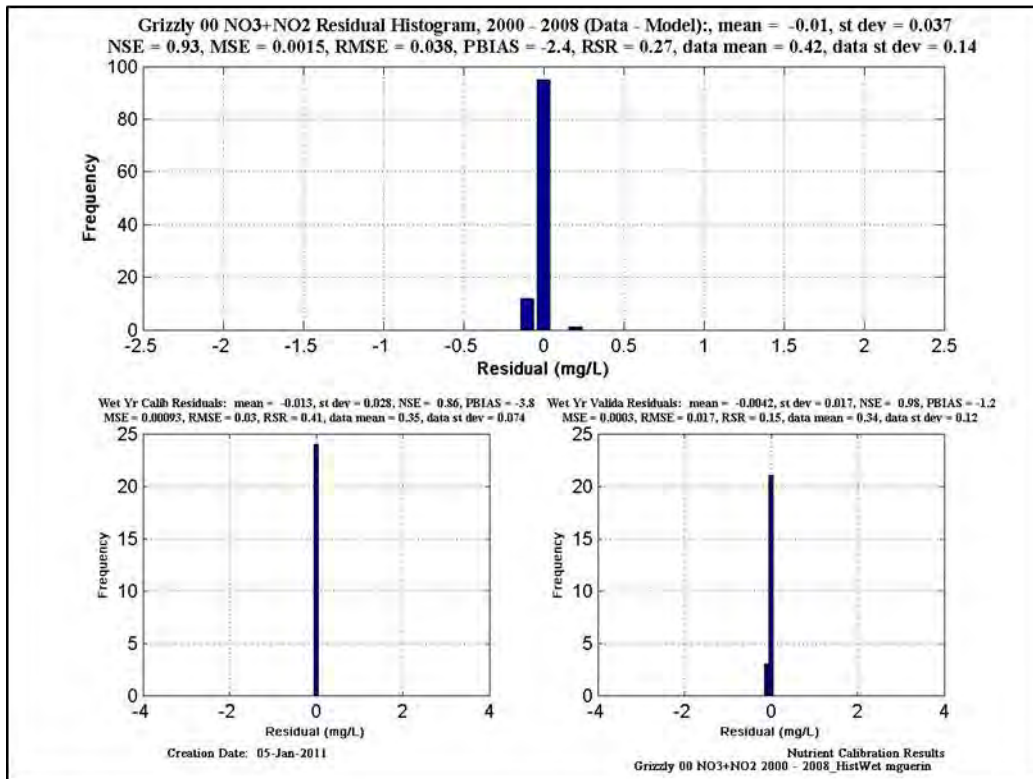 Grizzly 00 NO3+NO2 Residual Histogram, 2000 - 2008 (Data - Model):, mean = -0.01, st dev = 0.037
NSE = 0.93, MSE = 0.0015, RMSE = 0.038, PBIAS = -2.4, RSR = 0.27, data mean = 0.42, data st dev = 0.14
100
80
60
40
20
0
Frequency
-2.5 -2 -1.5 -1 -0.5 0 0.5 1 1.5 2 2.5
Residual (mg/L)
Wet Yr Calib Residuals: mean = -0.013, st dev = 0.028, NSE = 0.86, PBIAS = -3.8
MSE = 0.00093, RMSE = 0.03, RSR = 0.41, data mean = 0.35, data st dev = 0.074
25
20
15
10
5
0
Frequency
-4 -2 0 2 4
Residual (mg/L)
Wet Yr Valida Residuals: mean = -0.0042, st dev = 0.017, NSE = 0.98, PBIAS = -1.2
MSE = 0.0003, RMSE = 0.017, RSR = 0.15, data mean = 0.34, data st dev = 0.12
25
20
15
10
5
0
Frequency
-4 -2 0 2 4
Residual (mg/L)
Creation Date: 05-Jan-2011
Nutrient Calibration Results
Grizzly 00 NO3+NO2 2000 - 2008_HistWet mguerin